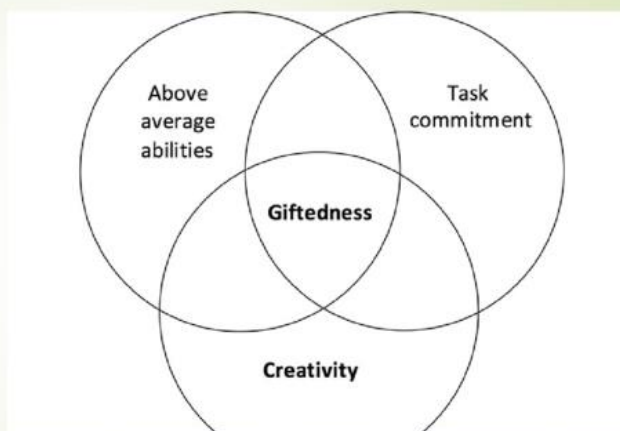 Above
average
abilities
Task
commitment
Giftedness
Creativity